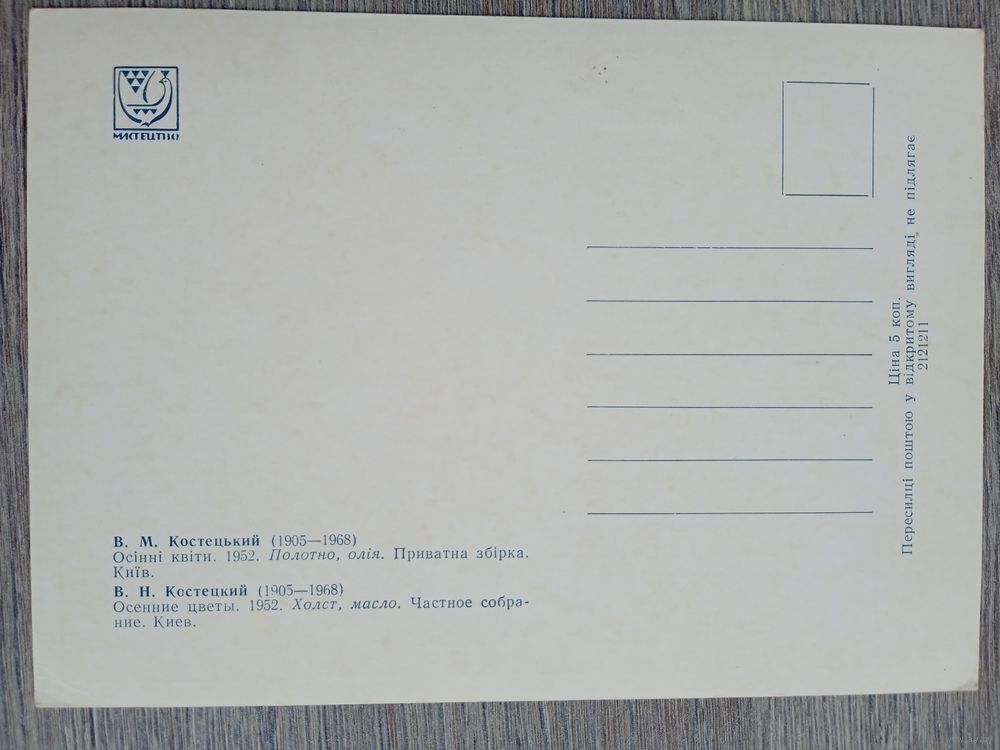 МИСТЕЦТВО
В. М. Костецький (1905—1968)
Осінні квіти. 1952. Полотно, олія. Приватна збірка.
Київ.
В. Н. Костецкий (1905—1968)
Осенние цветы. 1952. Холст, масло. Частное собра-
ние. Киев.
Ціна 5 коп.
Пересилці поштою у відкритому вигляді не підлягає
2121211